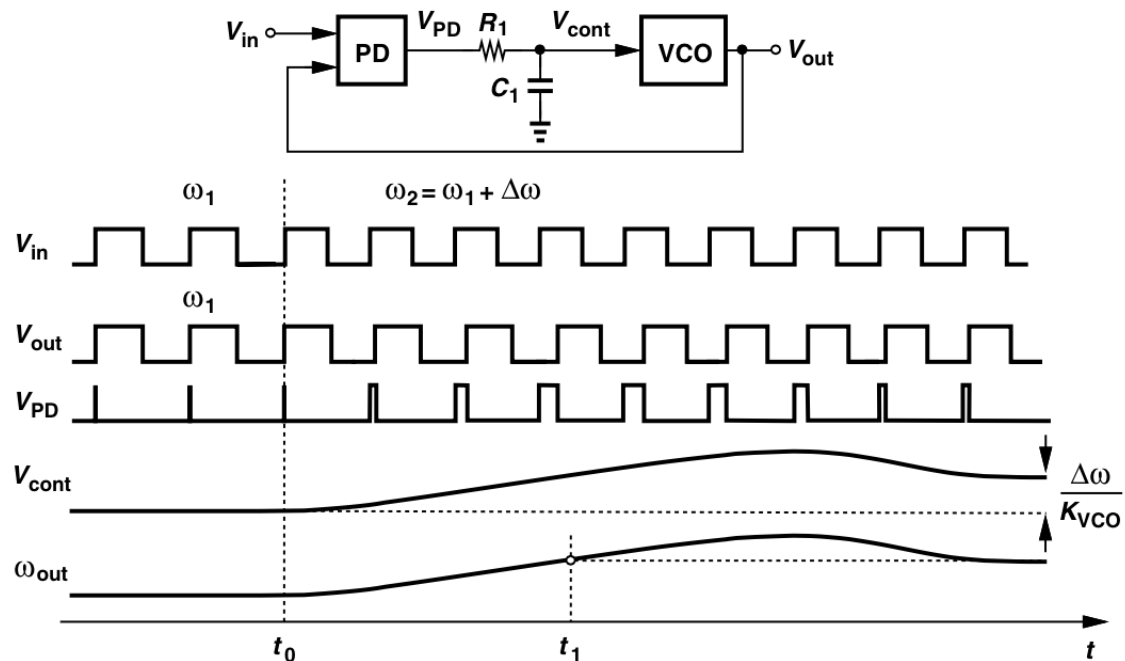 V_PD R_1 V_cont
V_in PD VCO V_out
C_1
ω_1 ω_2 = ω_1 + Δω
V_in
ω_1
V_out
V_PD
V_cont Δω
K_VCO
ω_out
t_0 t_1 t